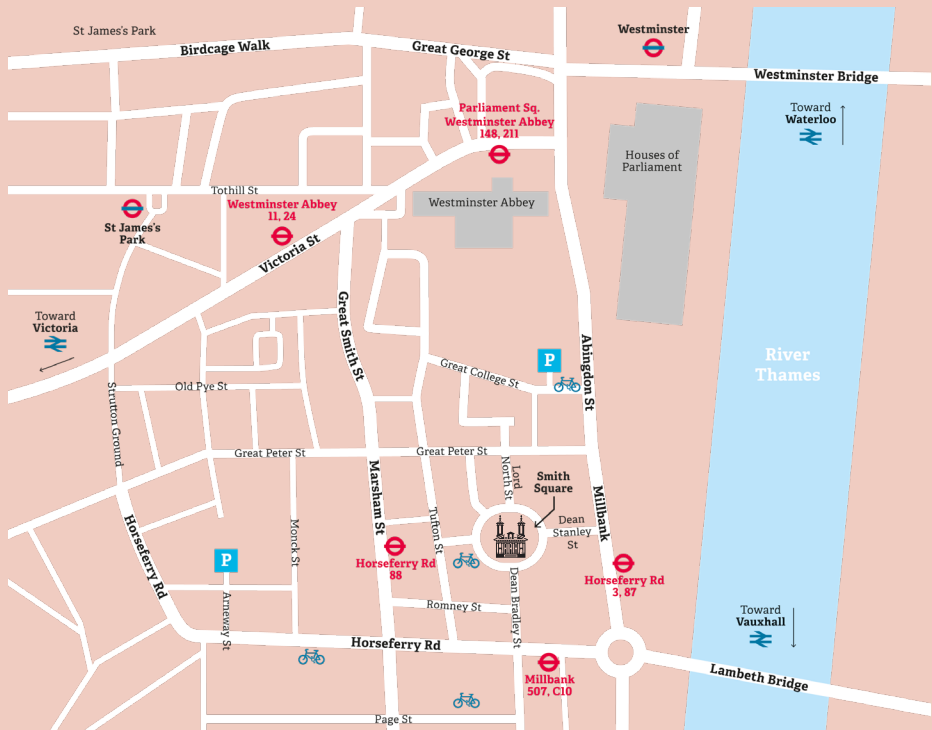 St James's Park
Birdcage Walk
Great George St
Westminster
Westminster Bridge
Parliament Sq.
Westminster Abbey
148, 211
Toward
Waterloo
Houses of
Parliament
Tothill St
Westminster Abbey
11, 24
Westminster Abbey
St James's
Park
Victoria St
Toward
Victoria
Great Smith St
Abingdon St
River
Thames
P
Great College St
Strutton Ground
Old Pye St
Great Peter St
Great Peter St
Lord
North St
Smith
Square
Marsham St
Millbank
Horseferry Rd
Monck St
Tufton St
Dean
Stanley
St
P
Horseferry Rd
88
Horseferry Rd
3, 87
Arneway St
Romney St
Dean Bradley St
Toward
Vauxhall
Horseferry Rd
Millbank
507, C10
Lambeth Bridge
Page St